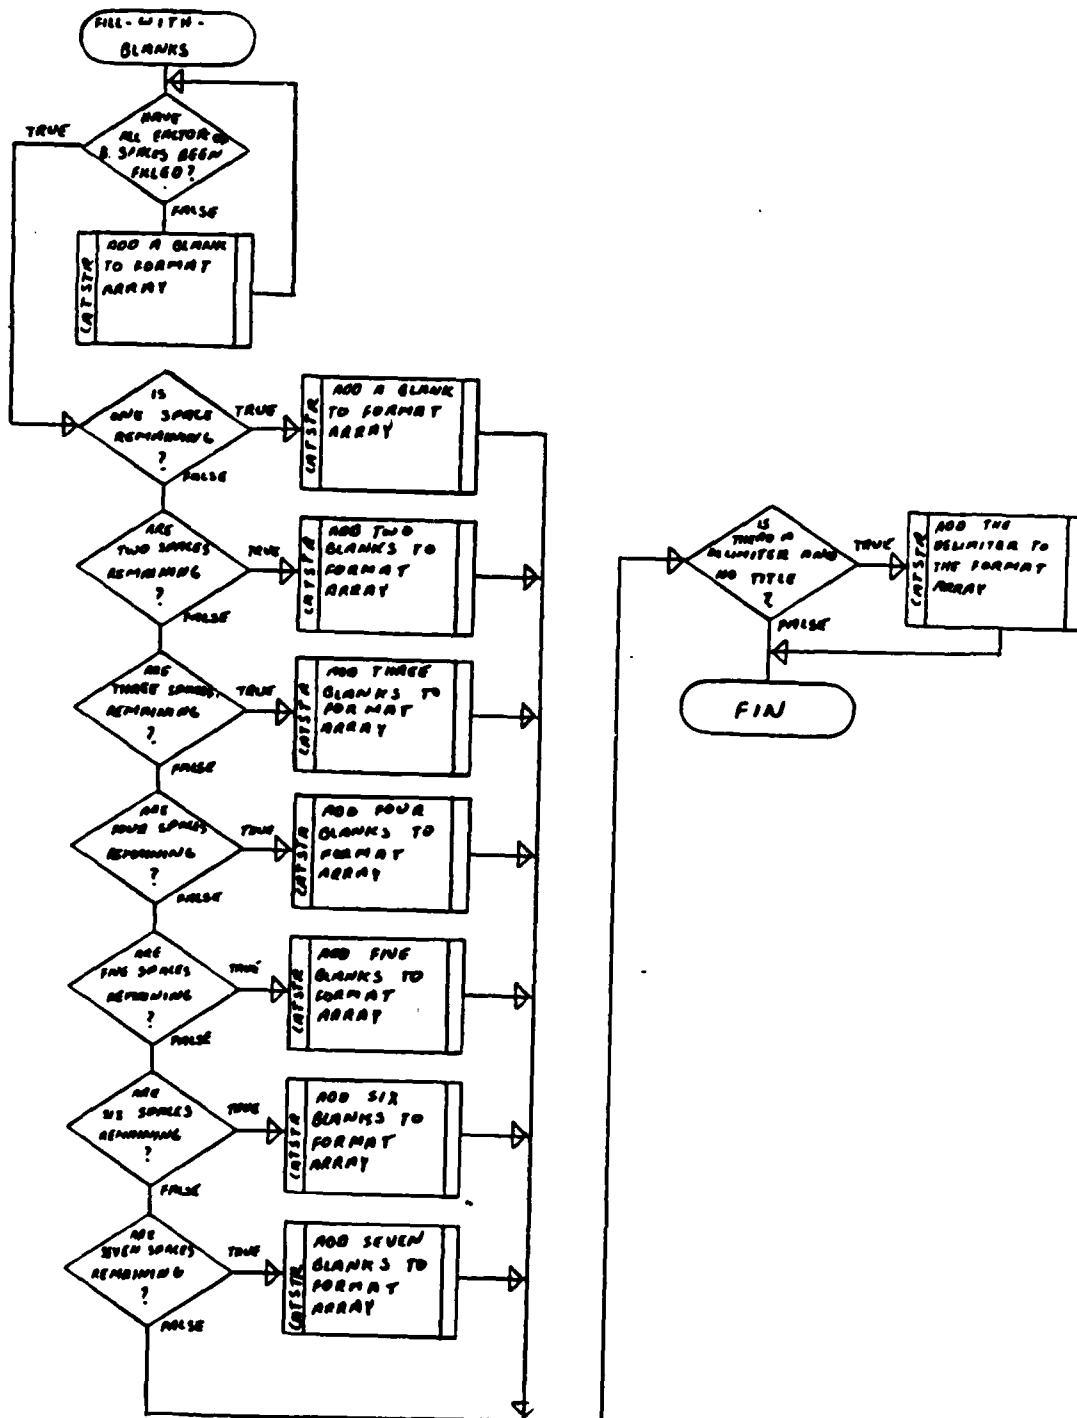 FILL-WITH-
BLANKS
HAVE
ALL FACTOR OF
8. SPACES BEEN
FILLED?
TRUE
FALSE
CATSTR
ADD A BLANK
TO FORMAT
ARRAY
IS
ONE SPACE
REMAINING
?
TRUE
FALSE
CATSTR
ADD A BLANK
TO FORMAT
ARRAY
ARE
TWO SPACES
REMAINING
?
TRUE
FALSE
CATSTR
ADD TWO
BLANKS TO
FORMAT
ARRAY
ARE
THREE SPACES
REMAINING
?
TRUE
FALSE
CATSTR
ADD THREE
BLANKS TO
FORMAT
ARRAY
ARE
FOUR SPACES
REMAINING
?
TRUE
FALSE
CATSTR
ADD FOUR
BLANKS TO
FORMAT
ARRAY
ARE
FIVE SPACES
REMAINING
?
TRUE
FALSE
CATSTR
ADD FIVE
BLANKS TO
FORMAT
ARRAY
ARE
SIX SPACES
REMAINING
?
TRUE
FALSE
CATSTR
ADD SIX
BLANKS TO
FORMAT
ARRAY
ARE
SEVEN SPACES
REMAINING
?
TRUE
FALSE
CATSTR
ADD SEVEN
BLANKS TO
FORMAT
ARRAY
IS
THERE A
DELIMITER AND
NO TITLE
?
TRUE
FALSE
CATSTR
ADD THE
DELIMITER TO
THE FORMAT
ARRAY
FIN